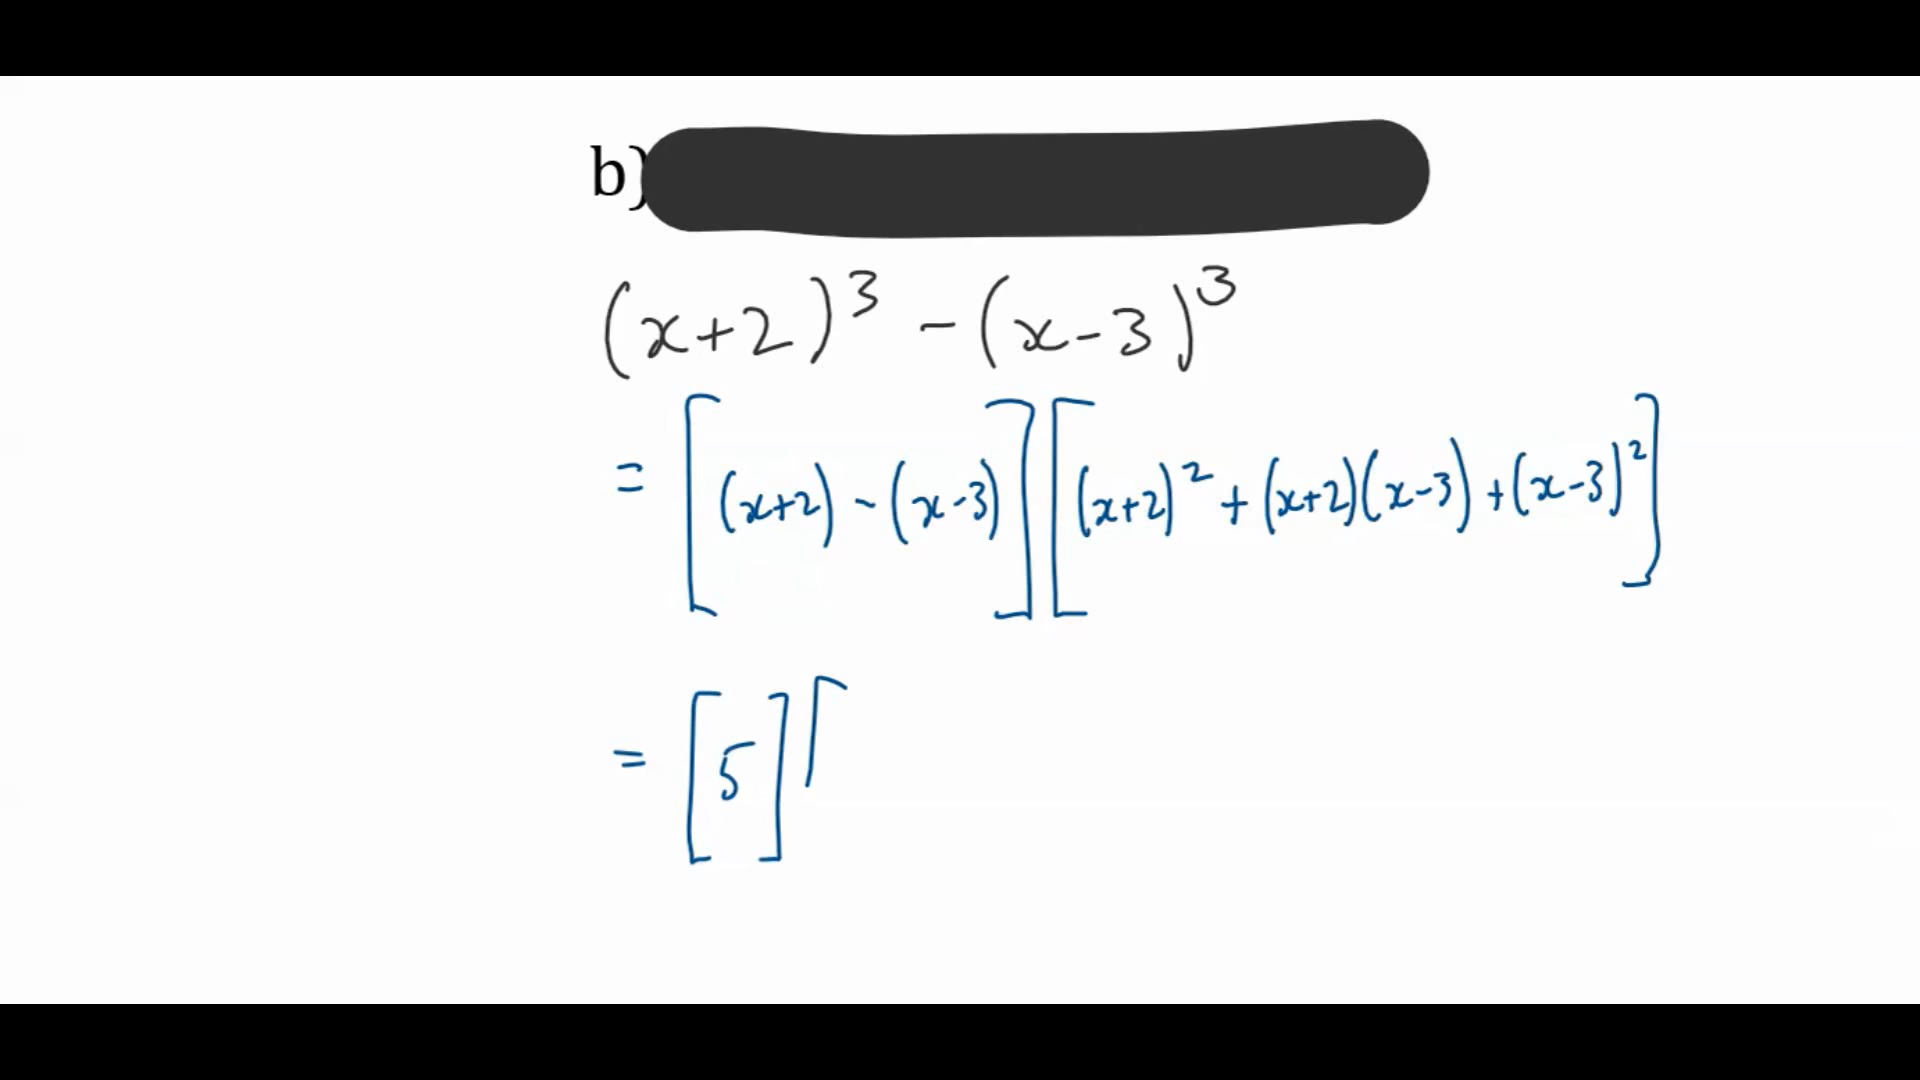 b)
(x+2)³ - (x-3)³
= [(x+2) - (x-3)] [(x+2)² + (x+2)(x-3) + (x-3)²]
= [5] [